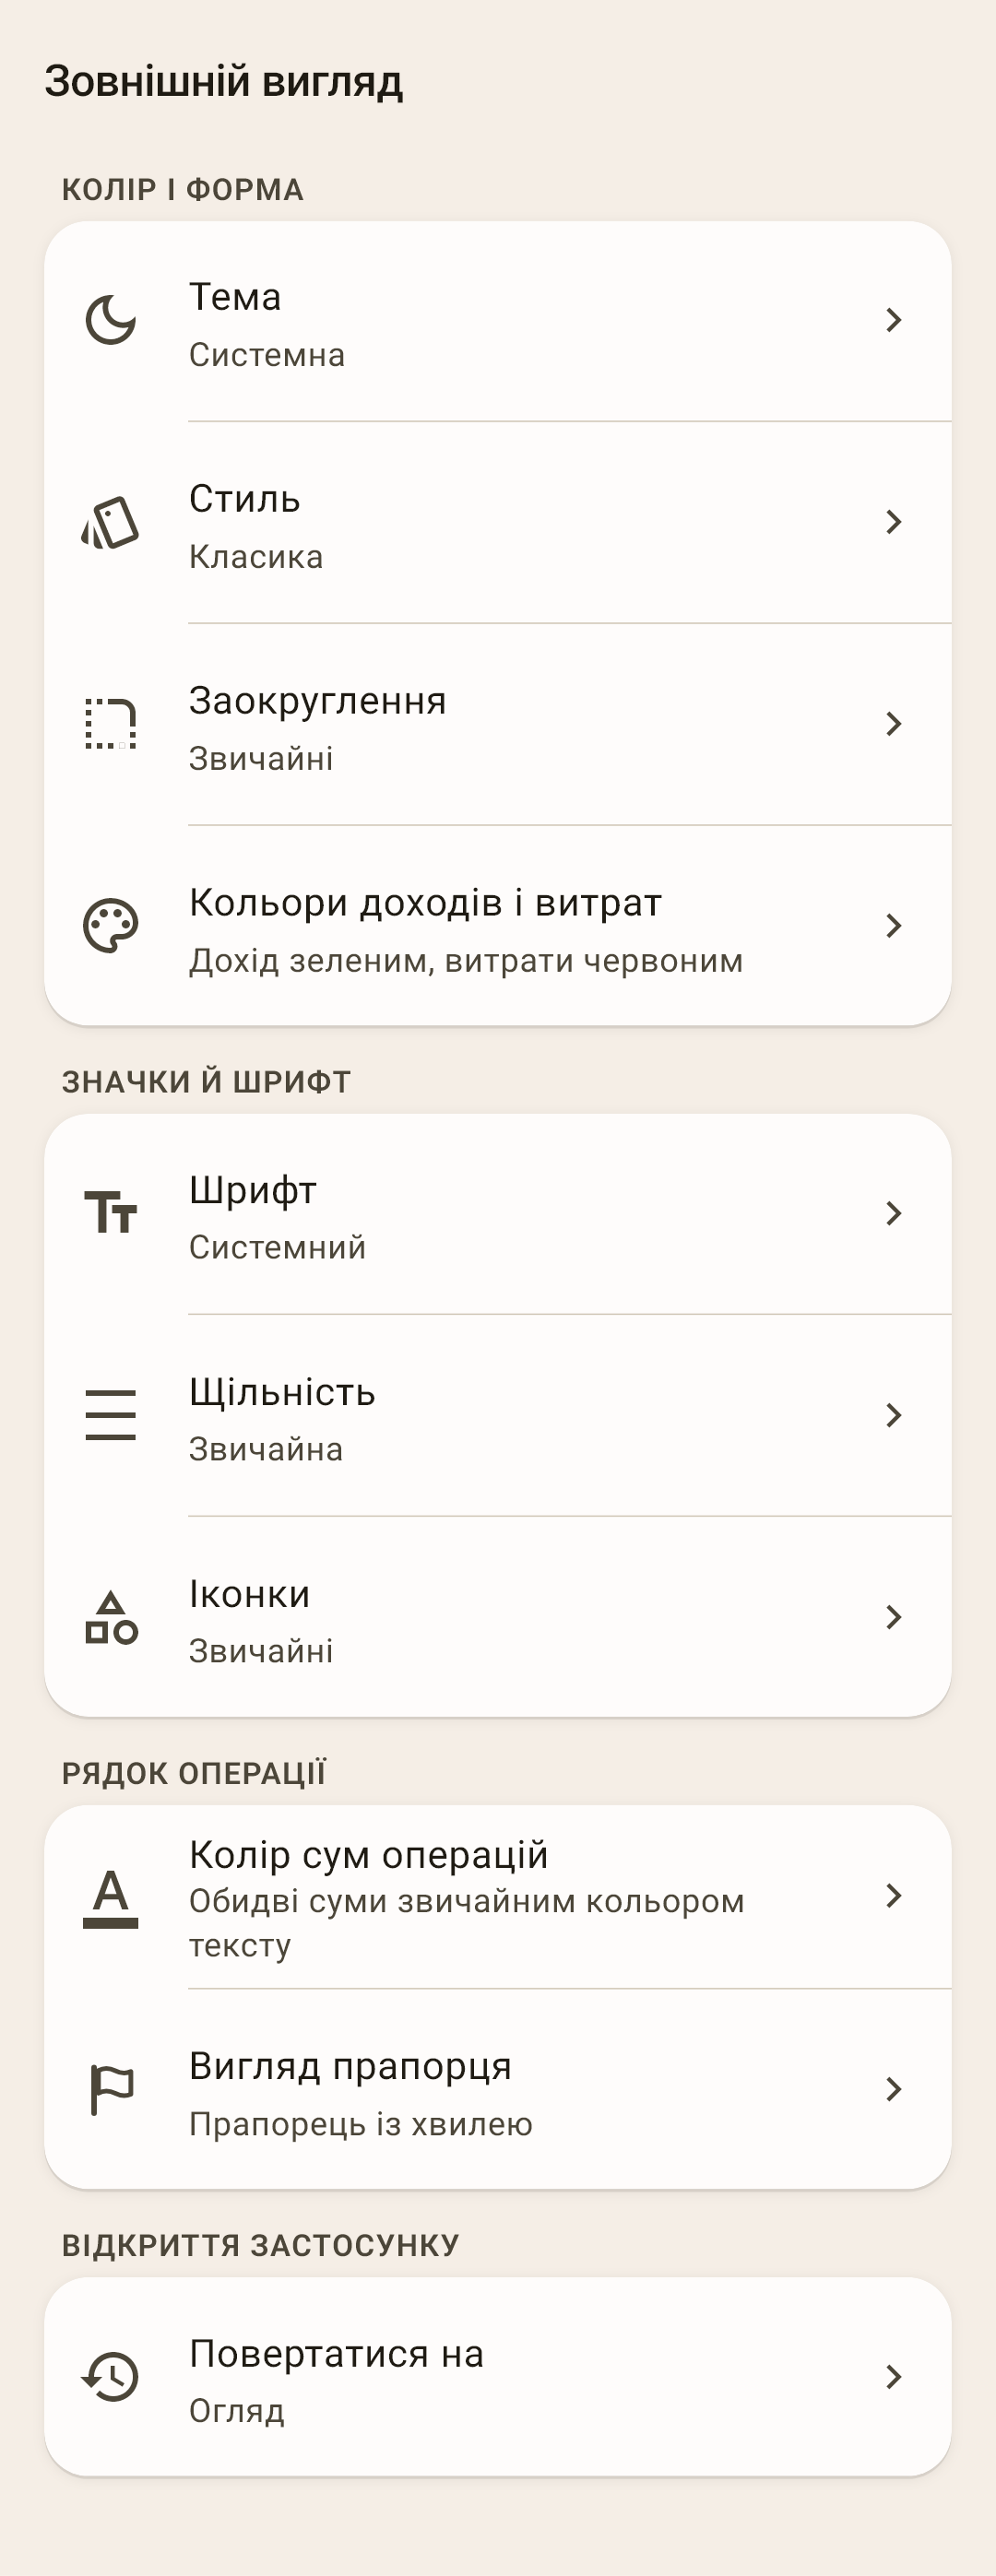 Зовнішній вигляд
КОЛІР І ФОРМА
Тема
Системна
Стиль
Класика
Заокруглення
Звичайні
Кольори доходів і витрат
Дохід зеленим, витрати червоним
ЗНАЧКИ Й ШРИФТ
Шрифт
Системний
Щільність
Звичайна
Іконки
Звичайні
РЯДОК ОПЕРАЦІЇ
Колір сум операцій
Обидві суми звичайним кольором
тексту
Вигляд прапорця
Прапорець із хвилею
ВІДКРИТТЯ ЗАСТОСУНКУ
Повертатися на
Огляд